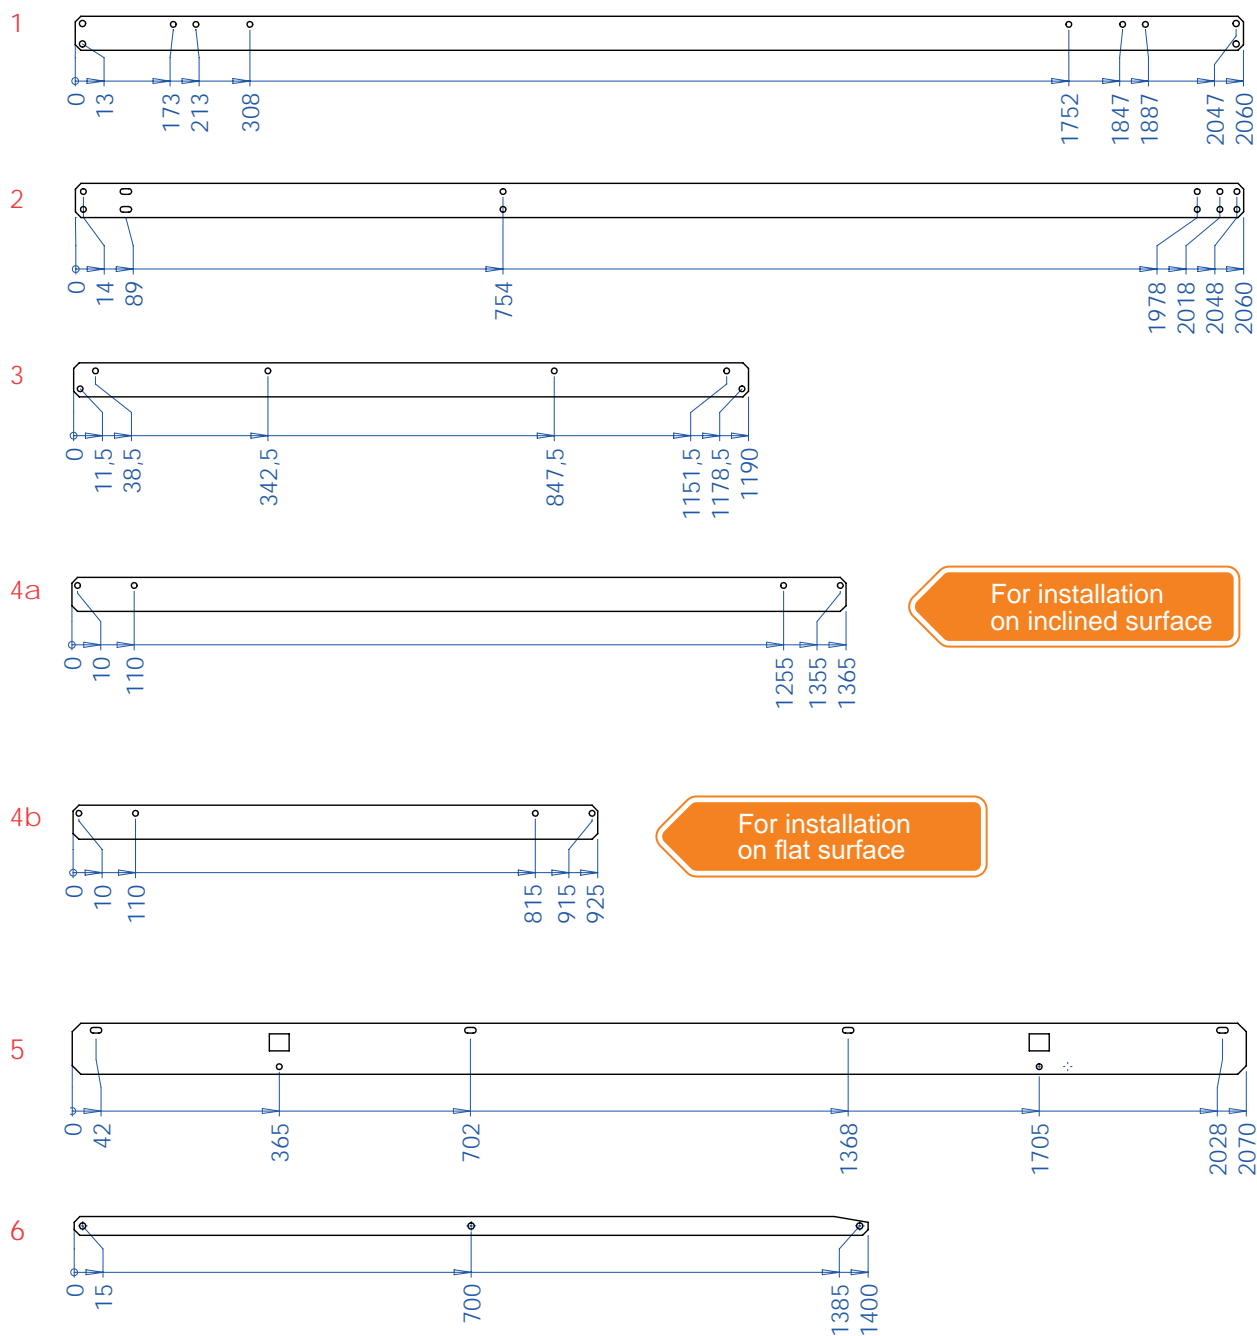 1
0 13 173 213 308 1752 1847 1887 2047 2060
2
0 14 89 754 1978 2018 2048 2060
3
0 11,5 38,5 342,5 847,5 1151,5 1178,5 1190
4a
For installation
on inclined surface
0 10 110 1255 1355 1365
4b
For installation
on flat surface
0 10 110 815 915 925
5
0 42 365 702 1368 1705 2028 2070
6
0 15 700 1385 1400